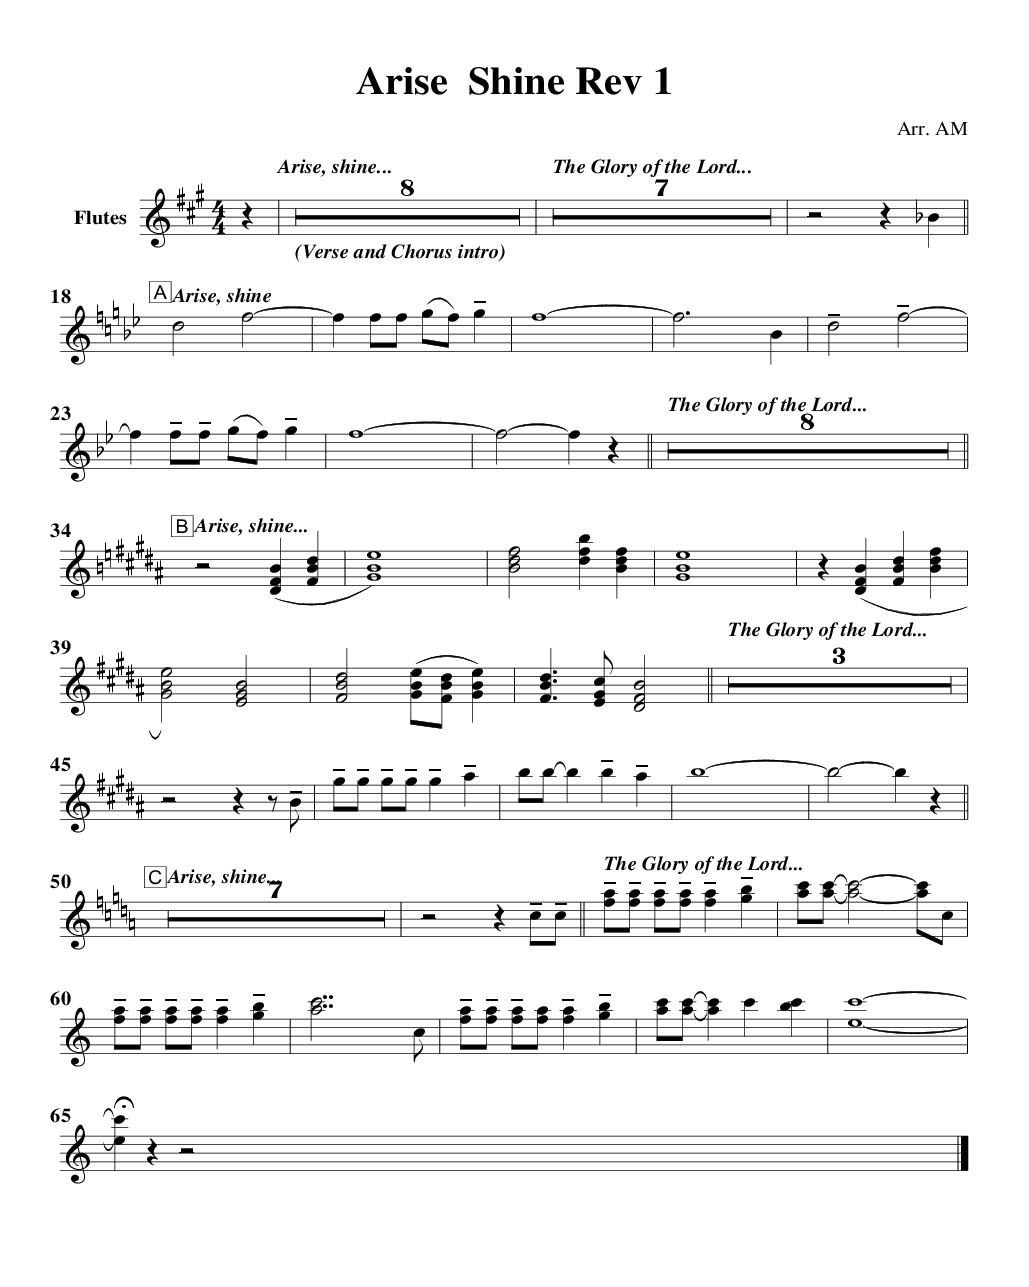 Arise Shine Rev 1
Arr. AM
Arise, shine... The Glory of the Lord...
8 7
Flutes 4/4
(Verse and Chorus intro)
18 A Arise, shine
The Glory of the Lord...
23 8
34 B Arise, shine...
The Glory of the Lord...
39 3
45
The Glory of the Lord...
50 C Arise, shine... 7
60
65